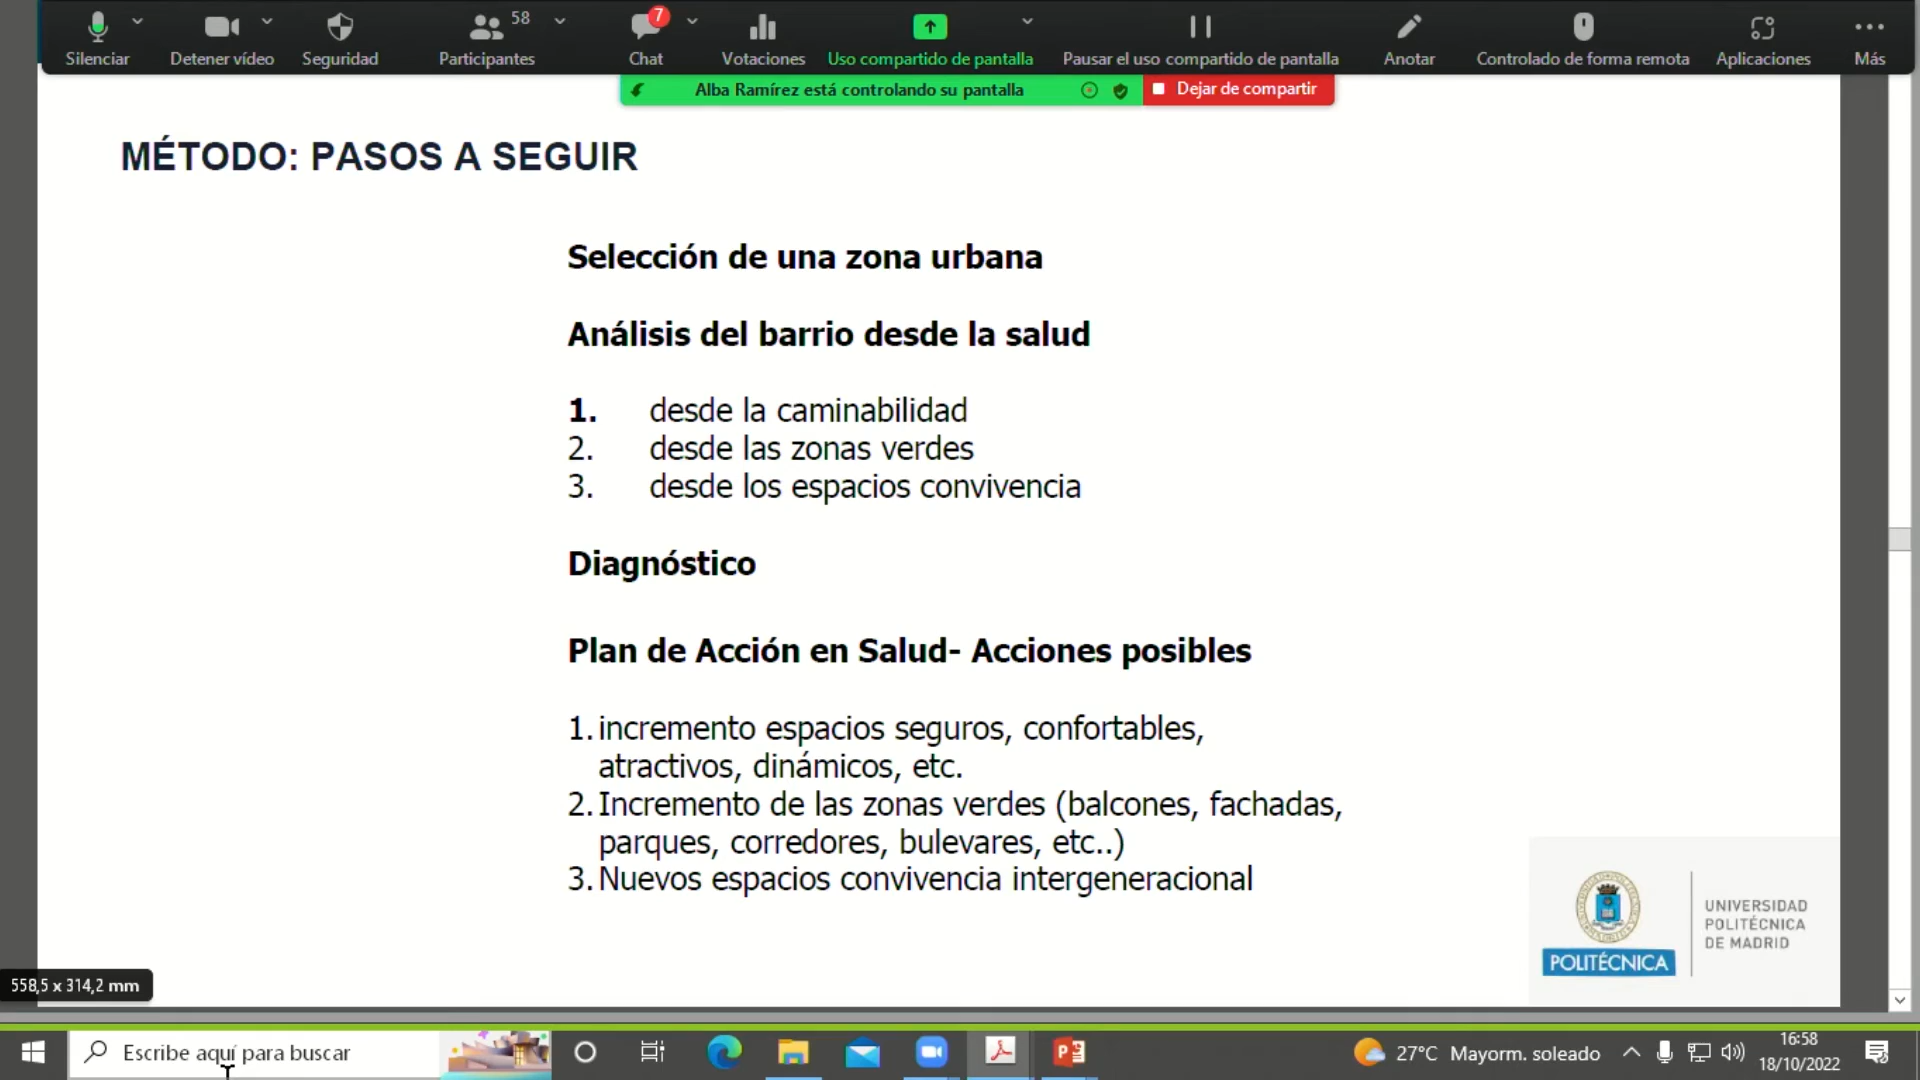 58
7
Silenciar
Detener vídeo
Seguridad
Participantes
Chat
Votaciones
Uso compartido de pantalla
Pausar el uso compartido de pantalla
Anotar
Controlado de forma remota
Aplicaciones
Más
Alba Ramírez está controlando su pantalla
Dejar de compartir
MÉTODO: PASOS A SEGUIR
Selección de una zona urbana
Análisis del barrio desde la salud
1. desde la caminabilidad
2. desde las zonas verdes
3. desde los espacios convivencia
Diagnóstico
Plan de Acción en Salud- Acciones posibles
1. incremento espacios seguros, confortables,
atractivos, dinámicos, etc.
2. Incremento de las zonas verdes (balcones, fachadas,
parques, corredores, bulevares, etc..)
3. Nuevos espacios convivencia intergeneracional
POLITÉCNICA
UNIVERSIDAD
POLITÉCNICA
DE MADRID
558,5 x 314,2 mm
Escribe aquí para buscar
27°C Mayorm. soleado
16:58
18/10/2022